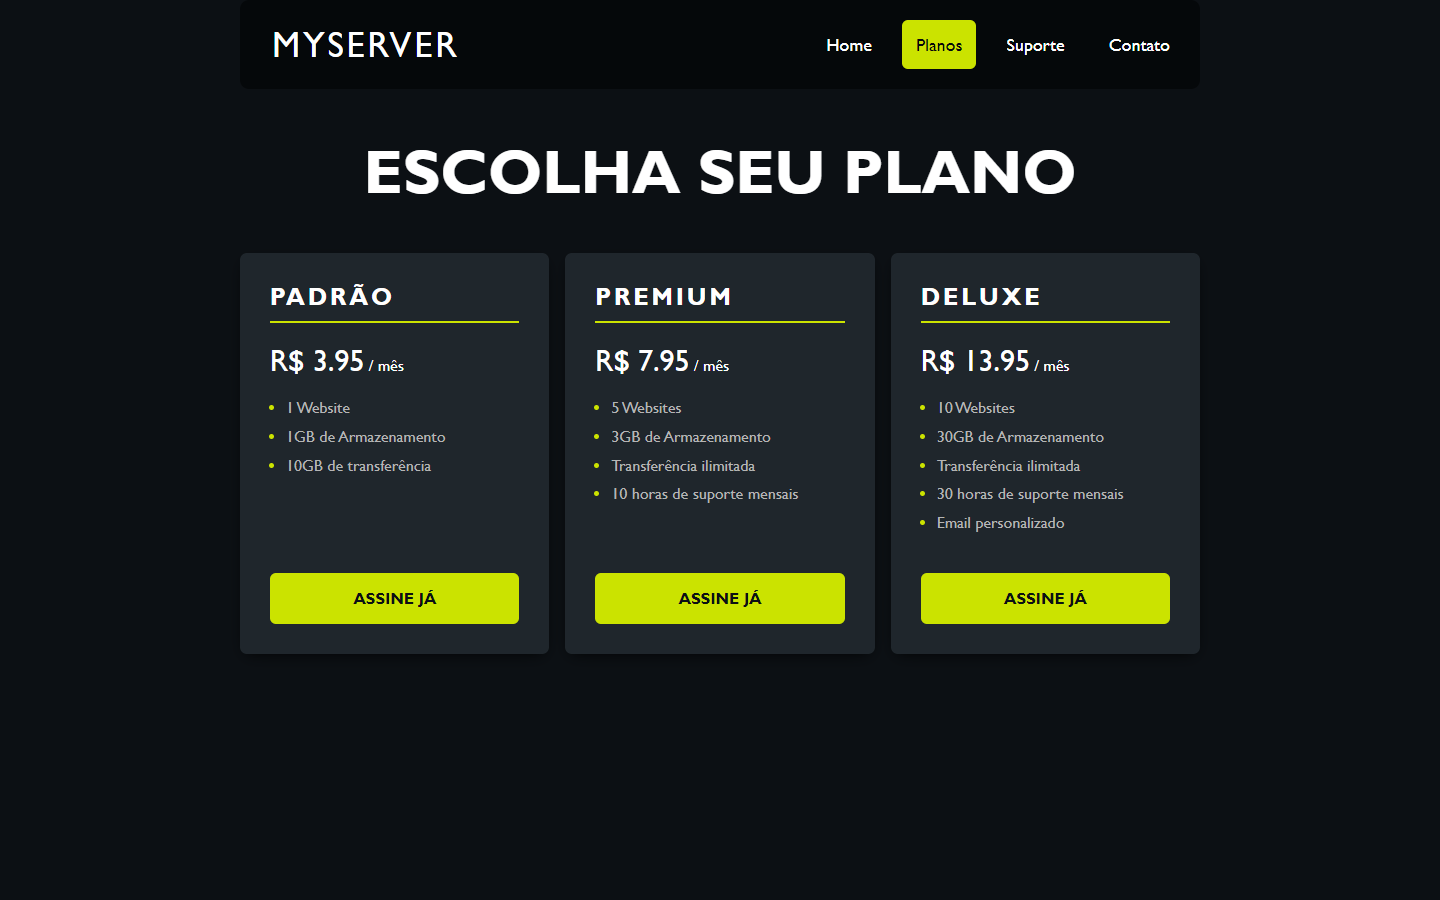 MYSERVER
Home
Planos
Suporte
Contato
ESCOLHA SEU PLANO
PADRÃO
R$ 3.95 / mês
1 Website
1GB de Armazenamento
10GB de transferência
ASSINE JÁ
PREMIUM
R$ 7.95 / mês
5 Websites
3GB de Armazenamento
Transferência ilimitada
10 horas de suporte mensais
ASSINE JÁ
DELUXE
R$ 13.95 / mês
10 Websites
30GB de Armazenamento
Transferência ilimitada
30 horas de suporte mensais
Email personalizado
ASSINE JÁ